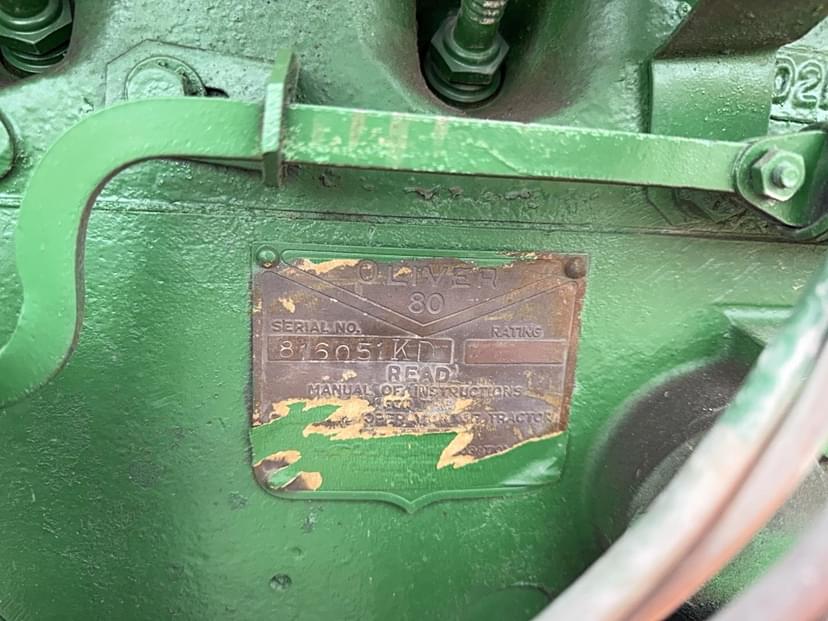 OLIVER
80
SERIAL NO. RATING
816051KD
READ
MANUAL OF INSTRUCTIONS
TRACTOR